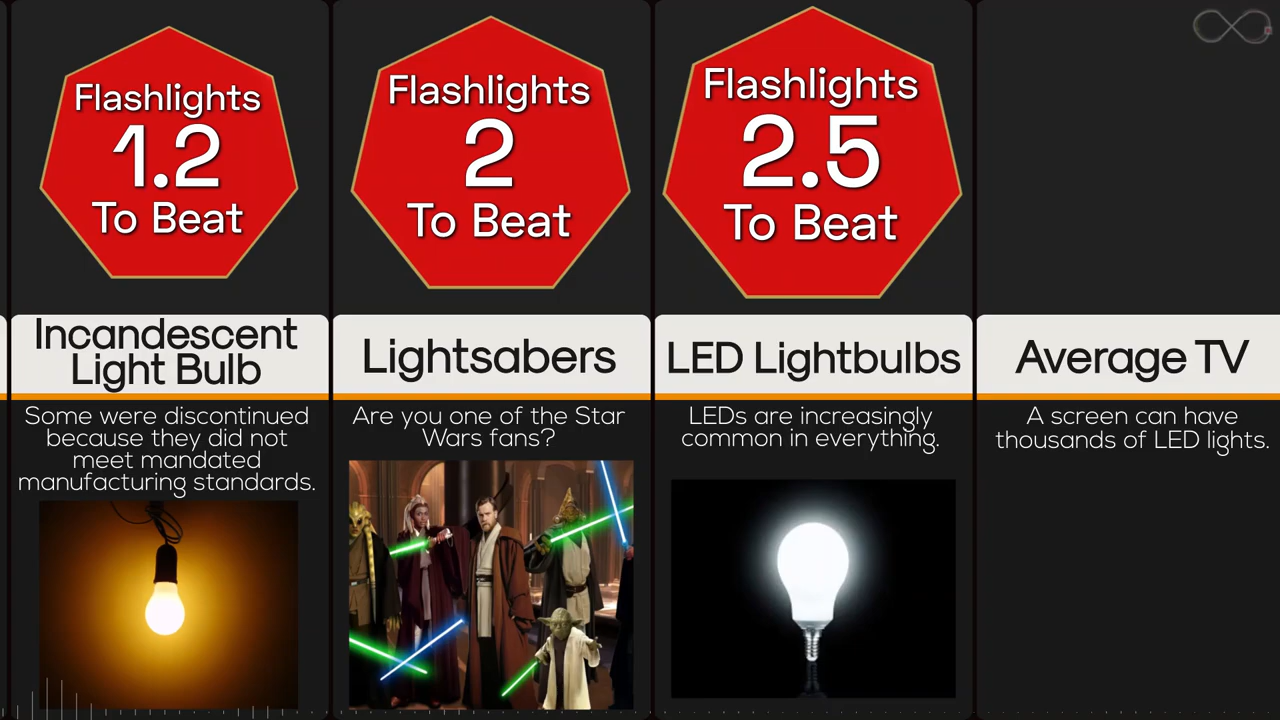 Flashlights
1.2
To Beat
Incandescent
Light Bulb
Some were discontinued
because they did not
meet mandated
manufacturing standards.
Flashlights
2
To Beat
Lightsabers
Are you one of the Star
Wars fans?
Flashlights
2.5
To Beat
LED Lightbulbs
LEDs are increasingly
common in everything.
Average TV
A screen can have
thousands of LED lights.